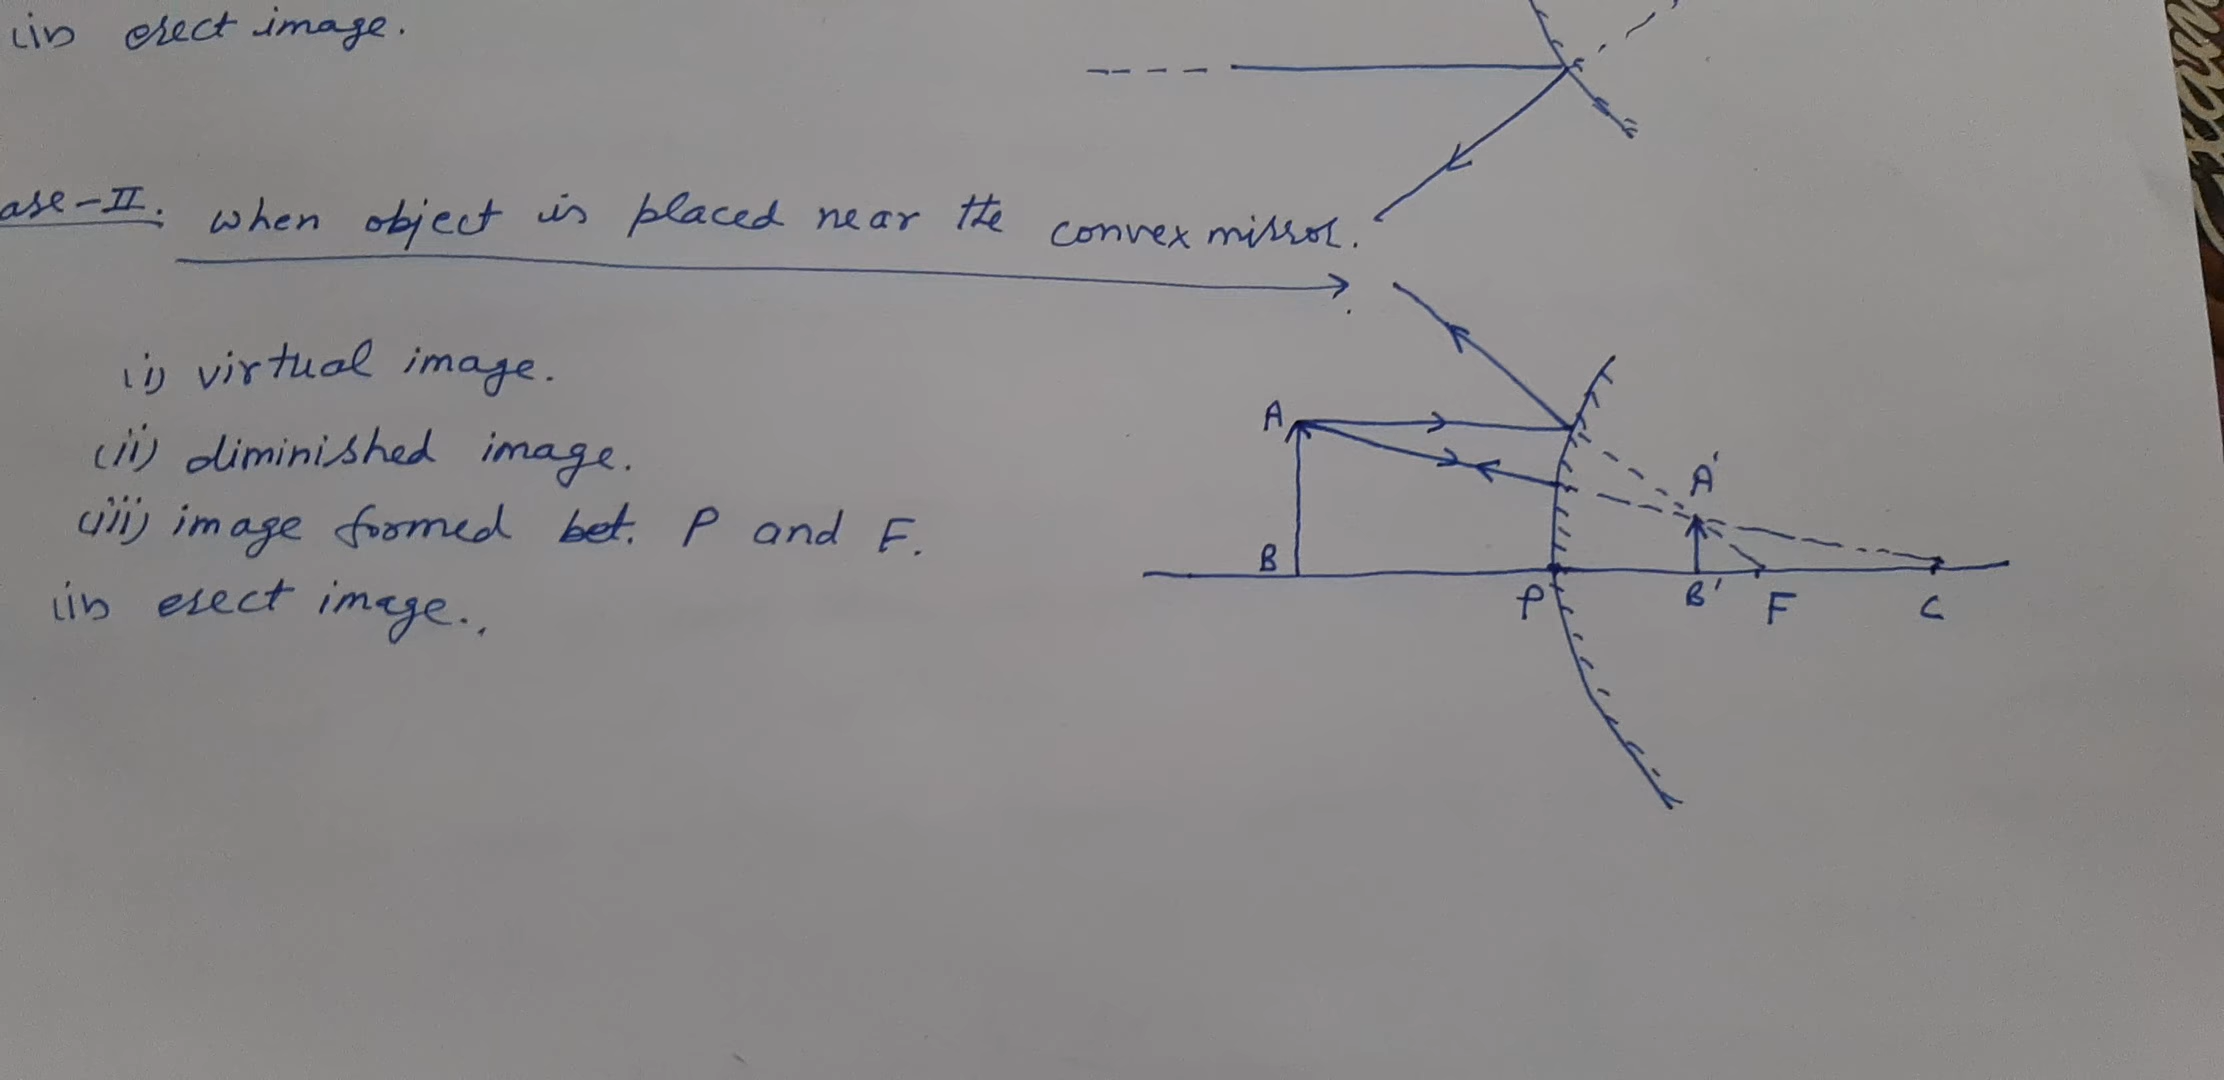 (iv) erect image.
ase-II. when object is placed near the convex mirror.
(i) virtual image.
(ii) diminished image.
(iii) image formed bet. P and F.
(iv) erect image.
A
A'
B
P
B'
F
C